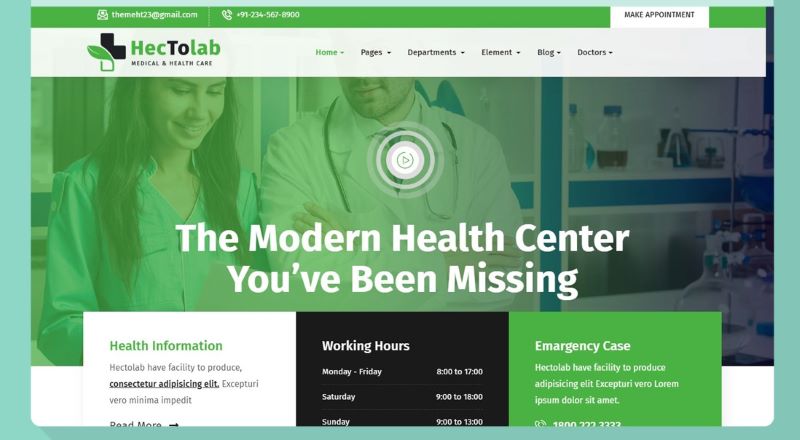 themeht23@gmail.com +91-234-567-8900 MAKE APPOINTMENT
HecTolab
MEDICAL & HEALTH CARE
Home Pages Departments Element Blog Doctors
The Modern Health Center
You've Been Missing
Health Information
Hectolab have facility to produce,
consectetur adipisicing elit. Excepturi
vero minima impedit
Read More
Working Hours
Monday - Friday 8:00 to 17:00
Saturday 9:00 to 18:00
Sunday 9:00 to 13:00
Emargency Case
Hectolab have facility to produce
adipisicing elit Excepturi vero Lorem
ipsum dolor sit amet.
1800 222 3333